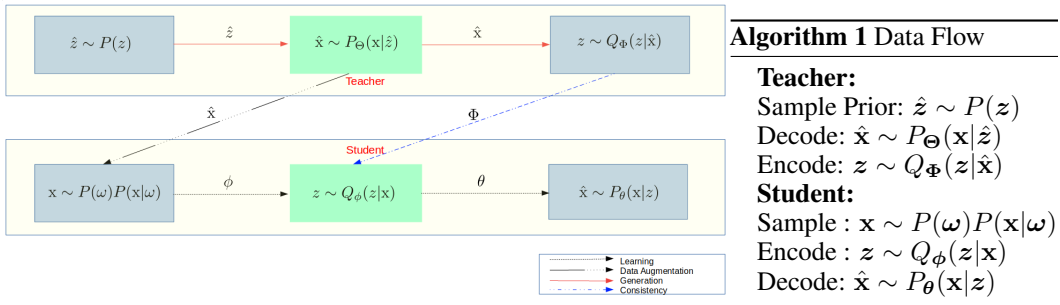 ẑ ~ P(z)
ẑ
x̂ ~ P_Θ(x|ẑ)
x̂
z ~ Q_Φ(z|x̂)
Teacher
x̂
Φ
Student
x ~ P(ω)P(x|ω)
ϕ
z ~ Q_ϕ(z|x)
θ
x̂ ~ P_θ(x|z)
Learning
Data Augmentation
Generation
Consistency
Algorithm 1 Data Flow
Teacher:
Sample Prior: ẑ ~ P(z)
Decode: x̂ ~ P_Θ(x|ẑ)
Encode: z ~ Q_Φ(z|x̂)
Student:
Sample : x ~ P(ω)P(x|ω)
Encode : z ~ Q_ϕ(z|x)
Decode: x̂ ~ P_θ(x|z)